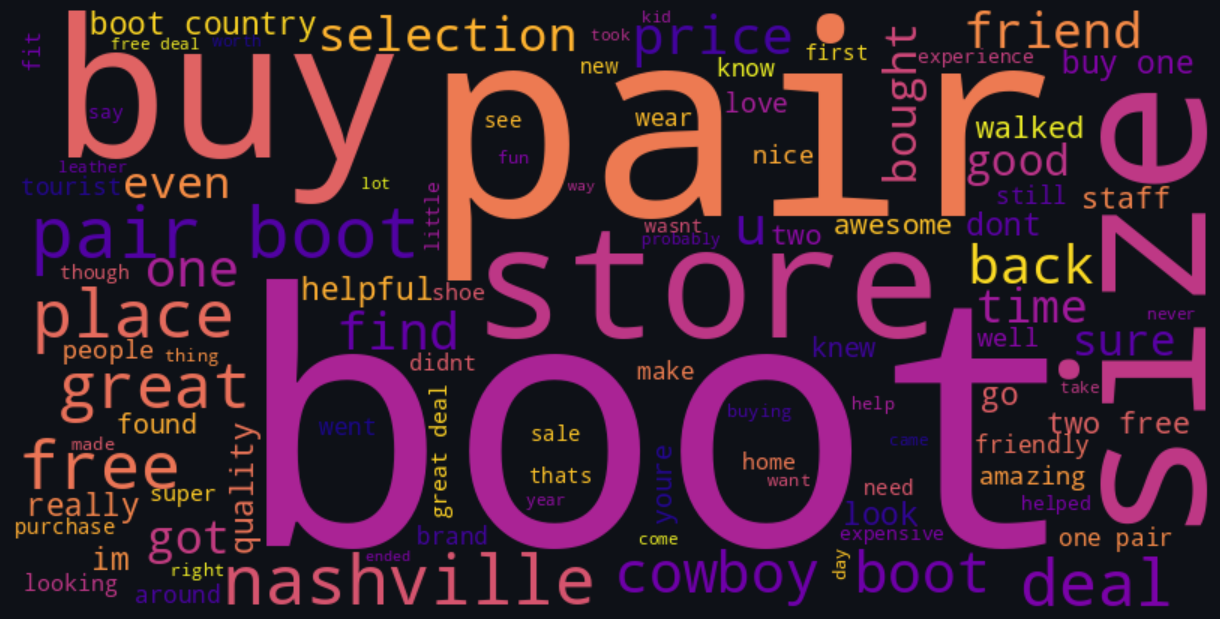 boot country
selection
kid
took
price
first
friend
fit
free deal
worth
buy
pair
new
know
bought
experience
buy one
say
see
wear
love
walked
size
leather
tourist
even
lot
fun
way
nice
good
still
staff
pair boot
little
wasnt
probably
u
two
awesome
dont
though
one
helpful
shoe
store
back
place
find
time
never
people
thing
didnt
knew
well
sure
great
make
take
found
great deal
boot
buying
help
go
two free
made
went
sale
came
friendly
free
quality
thats
youre
home
want
need
amazing
really
super
year
look
helped
purchase
got
brand
come
expensive
one pair
im
right
ended
day
looking
around
nashville
cowboy boot
deal